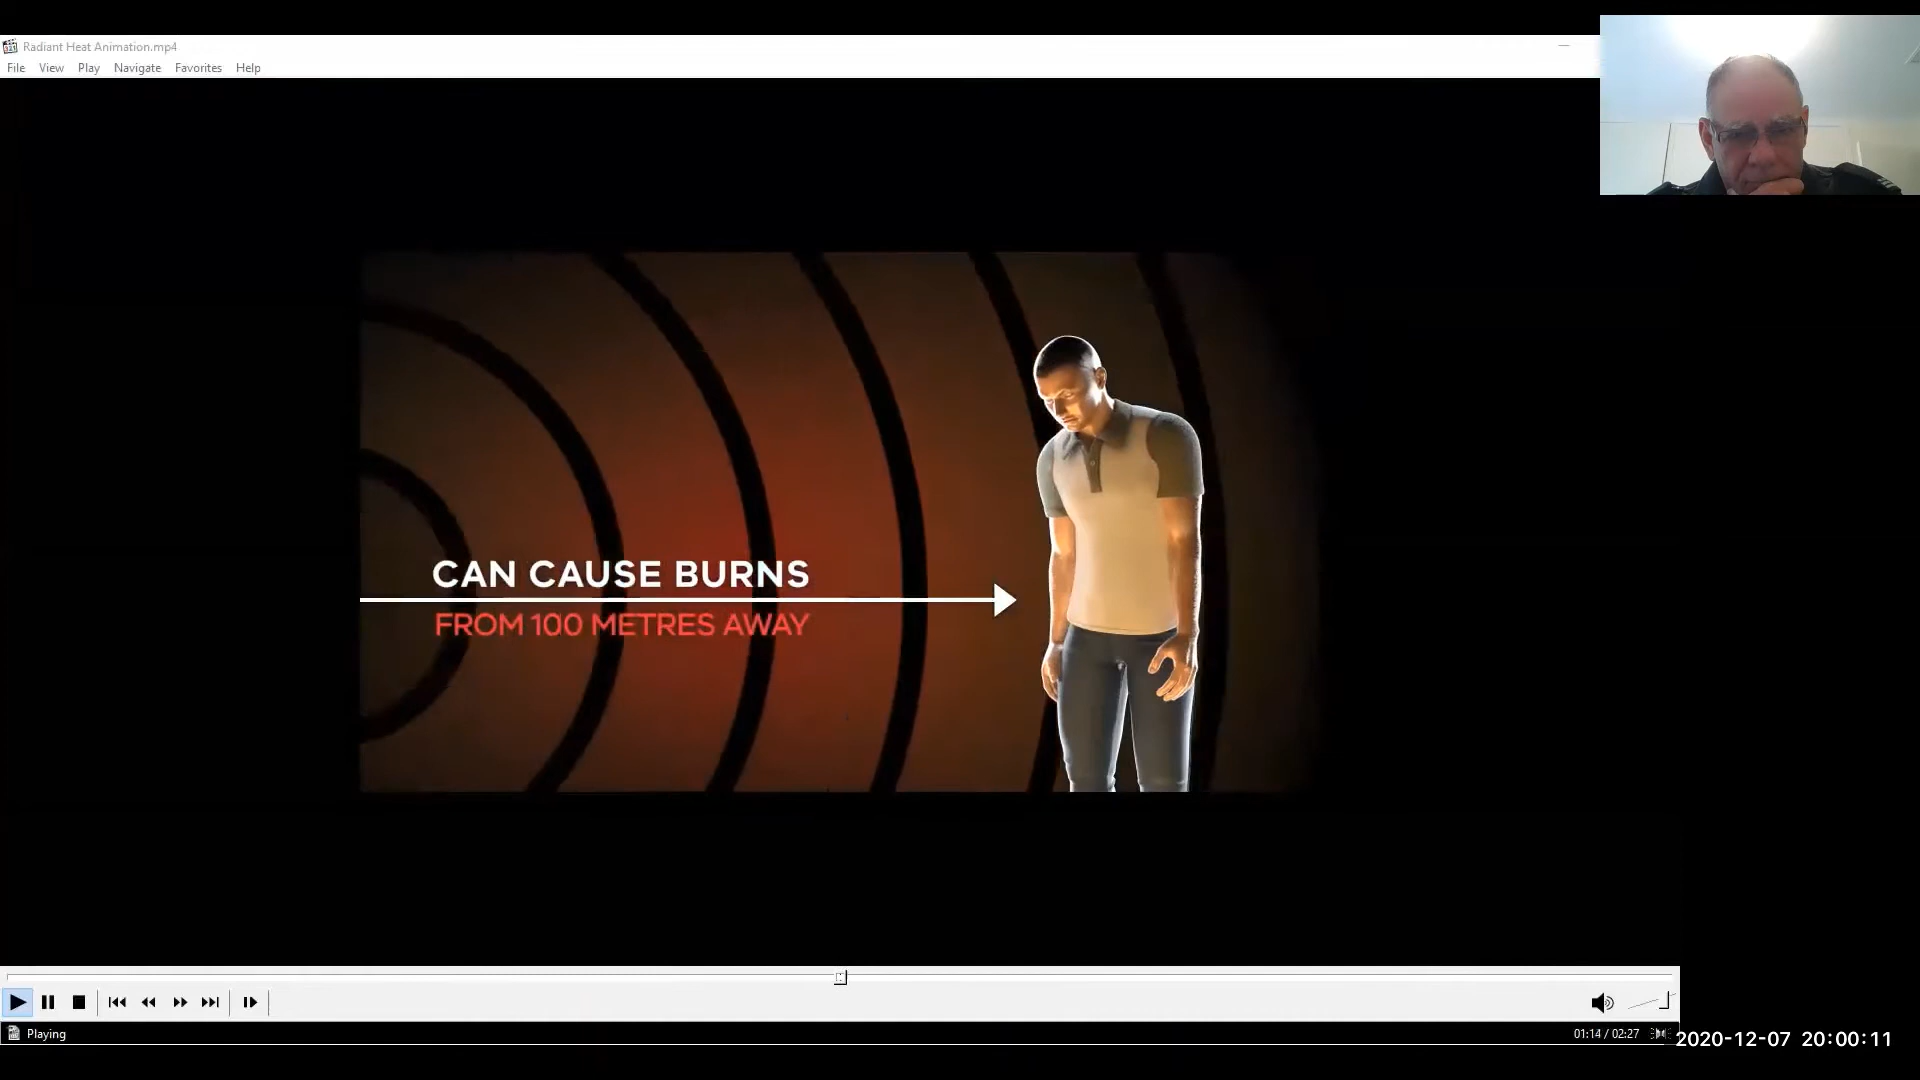 Radiant Heat Animation.mp4
File View Play Navigate Favorites Help
CAN CAUSE BURNS
FROM 100 METRES AWAY
Playing
01:14 / 02:27
2020-12-07 20:00:11